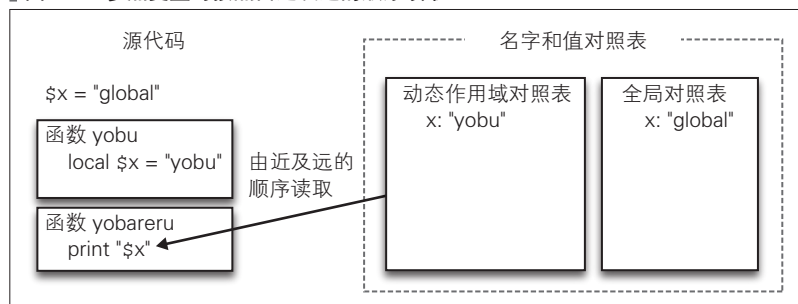 源代码
名字和值对照表
$x = "global"
函数 yobu
local $x = "yobu"
函数 yobareru
print "$x"
由近及远的
顺序读取
动态作用域对照表
x: "yobu"
全局对照表
x: "global"